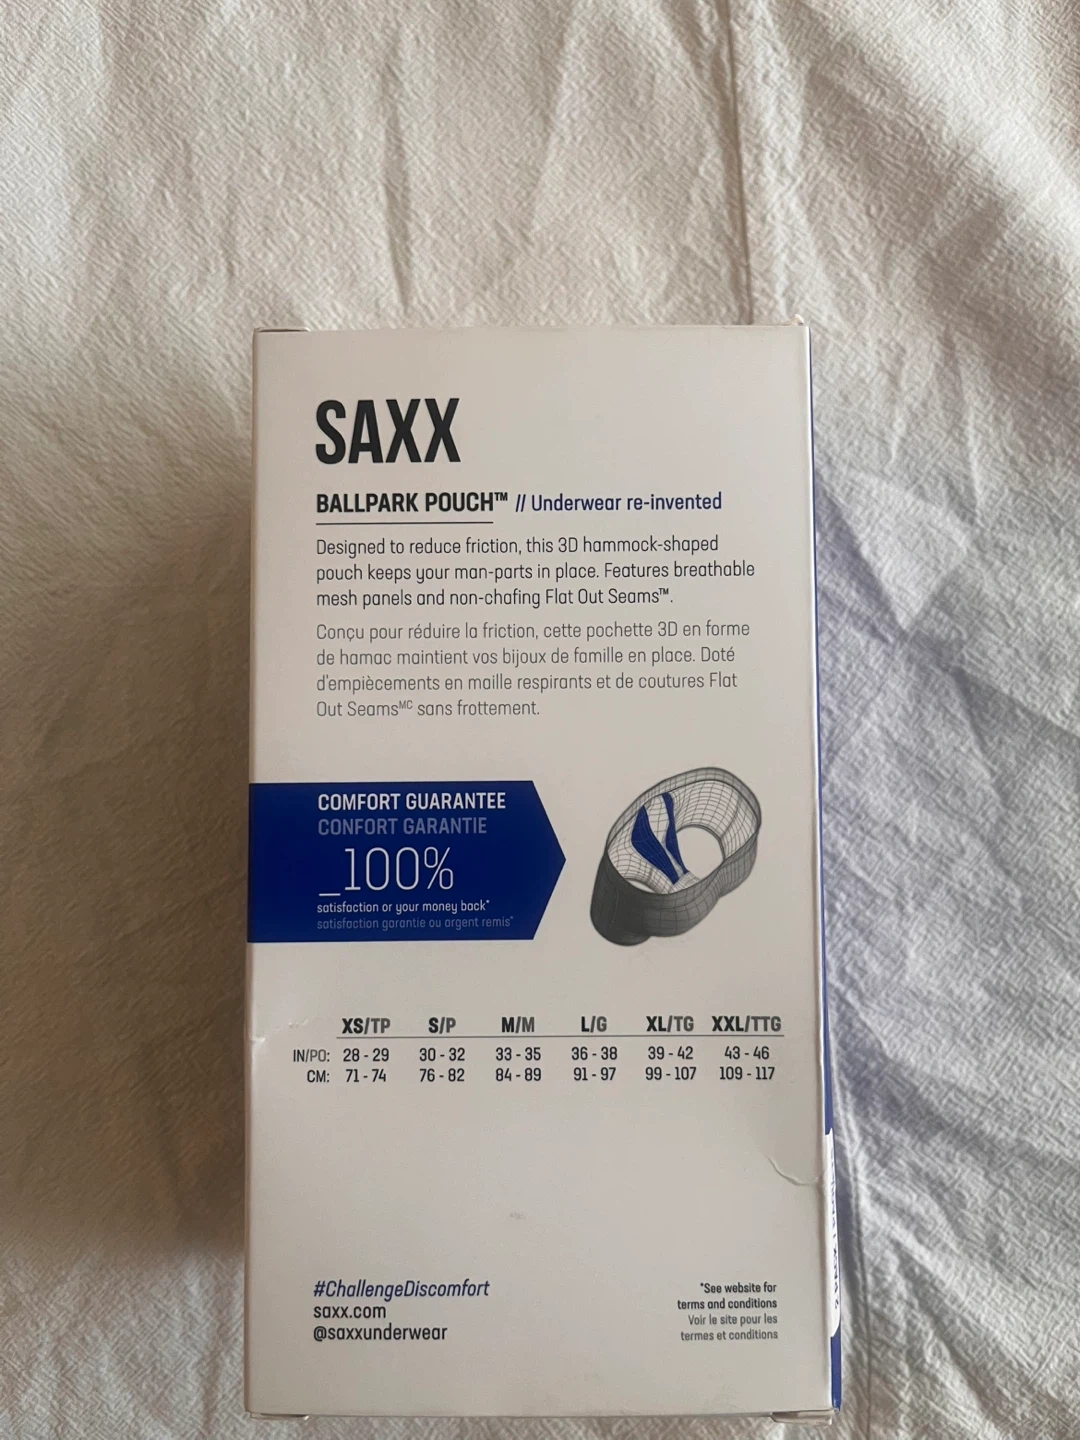 SAXX
BALLPARK POUCH™ // Underwear re-invented
Designed to reduce friction, this 3D hammock-shaped
pouch keeps your man-parts in place. Features breathable
mesh panels and non-chafing Flat Out Seams™.
Conçu pour réduire la friction, cette pochette 3D en forme
de hamac maintient vos bijoux de famille en place. Doté
d'empiècements en maille respirants et de coutures Flat
Out Seamsᴹᶜ sans frottement.
COMFORT GUARANTEE
CONFORT GARANTIE
_100%
satisfaction or your money back*
satisfaction garantie ou argent remis*
XS/TP S/P M/M L/G XL/TG XXL/TTG
IN/PO: 28 - 29 30 - 32 33 - 35 36 - 38 39 - 42 43 - 46
CM: 71 - 74 76 - 82 84 - 89 91 - 97 99 - 107 109 - 117
#ChallengeDiscomfort
saxx.com
@saxxunderwear
*See website for
terms and conditions
Voir le site pour les
termes et conditions